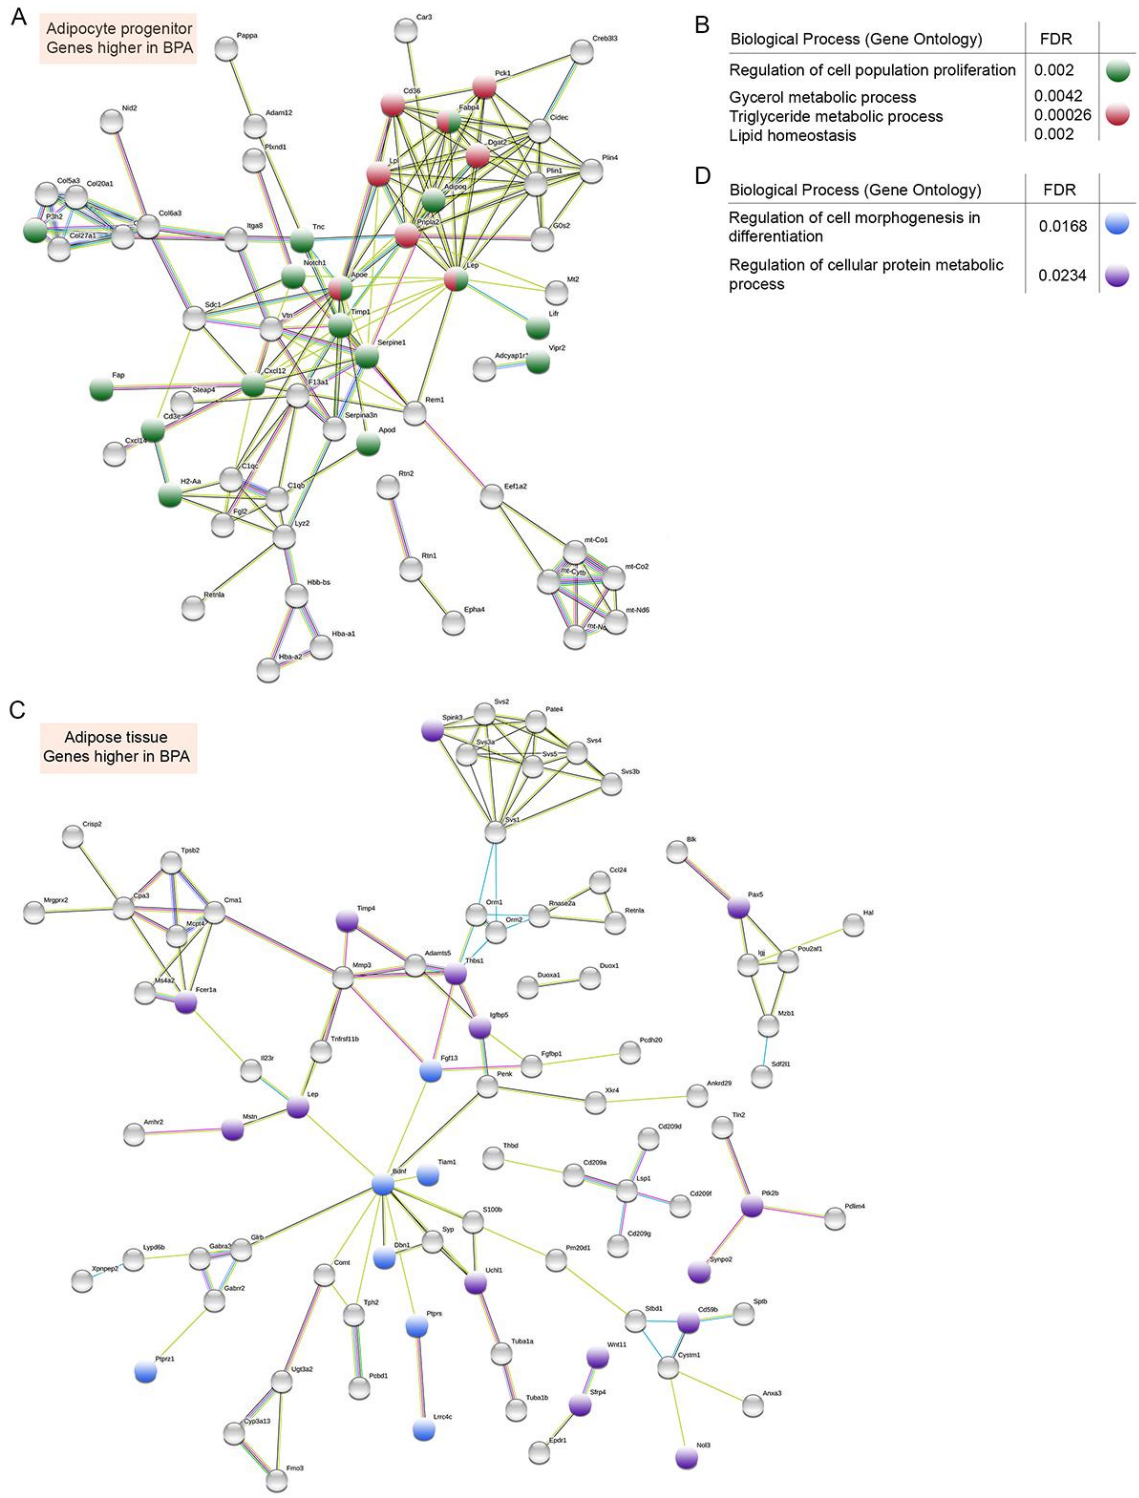 A
Adipocyte progenitor
Genes higher in BPA
Car3
Pappa
Creb3l3
Pck1
Cd36
Fabp4
Nid2
Adam12
Cidec
Dgat2
Plxnd1
Lpl
Plin4
Plin1
Col5a3
Col20a1
Adipoq
P3h2
Col6a3
Pnpla2
Itga8
Tnc
G0s2
Col27a1
Notch1
Apoe
Lep
Mt2
Sdc1
Vtn
Timp1
Lifr
Serpine1
Adcyap1r1
Vipr2
Fap
Cxcl12
F13a1
Steap4
Rem1
Cd3e
Serpina3n
Apod
Cxcl14
C1qc
Rtn2
H2-Aa
C1qb
Eef1a2
Fgl2
Lyz2
mt-Co1
Rtn1
mt-Cytb
mt-Co2
Hbb-bs
Retnla
Epha4
mt-Nd6
Hba-a1
Hba-a2
B
Biological Process (Gene Ontology) FDR
Regulation of cell population proliferation 0.002
Glycerol metabolic process 0.0042
Triglyceride metabolic process 0.00026
Lipid homeostasis 0.002
D
Biological Process (Gene Ontology) FDR
Regulation of cell morphogenesis in
differentiation 0.0168
Regulation of cellular protein metabolic
process 0.0234
C
Adipose tissue
Genes higher in BPA
Svs2
Spink3
Pate4
Svs3a
Svs4
Svs5
Svs3b
Svs1
Crisp2
Blk
Tpsb2
Ccl24
Cpa3
Cma1
Mrgprx2
Pax5
Timp4
Orm1
Rnase2a
Retnla
Hal
Mcpt4
Orm2
Adamts5
Igj
Pou2af1
Mmp3
Thbs1
Duoxa1
Duox1
Ms4a2
Fcer1a
Igfbp5
Mzb1
Tnfrsf11b
Il23r
Fgf13
Fgfbp1
Pcdh20
Sdf2l1
Penk
Lep
Xkr4
Ankrd29
Amhr2
Mstn
Cd209d
Tln2
Thbd
Bdnf
Tiam1
Cd209a
Lsp1
Cd209f
Ptk2b
Pdlim4
S100b
Cd209g
Syp
Glrb
Dbn1
Lypd6b
Gabra3
Pm20d1
Synpo2
Xpnpep2
Comt
Uchl1
Gabrr2
Tph2
Stbd1
Cd59b
Sptb
Ptprs
Tuba1a
Wnt11
Cystm1
Ptprz1
Ugt3a2
Pcbd1
Tuba1b
Sfrp4
Anxa3
Lrrc4c
Cyp3a13
Epdr1
Nol3
Fmo3